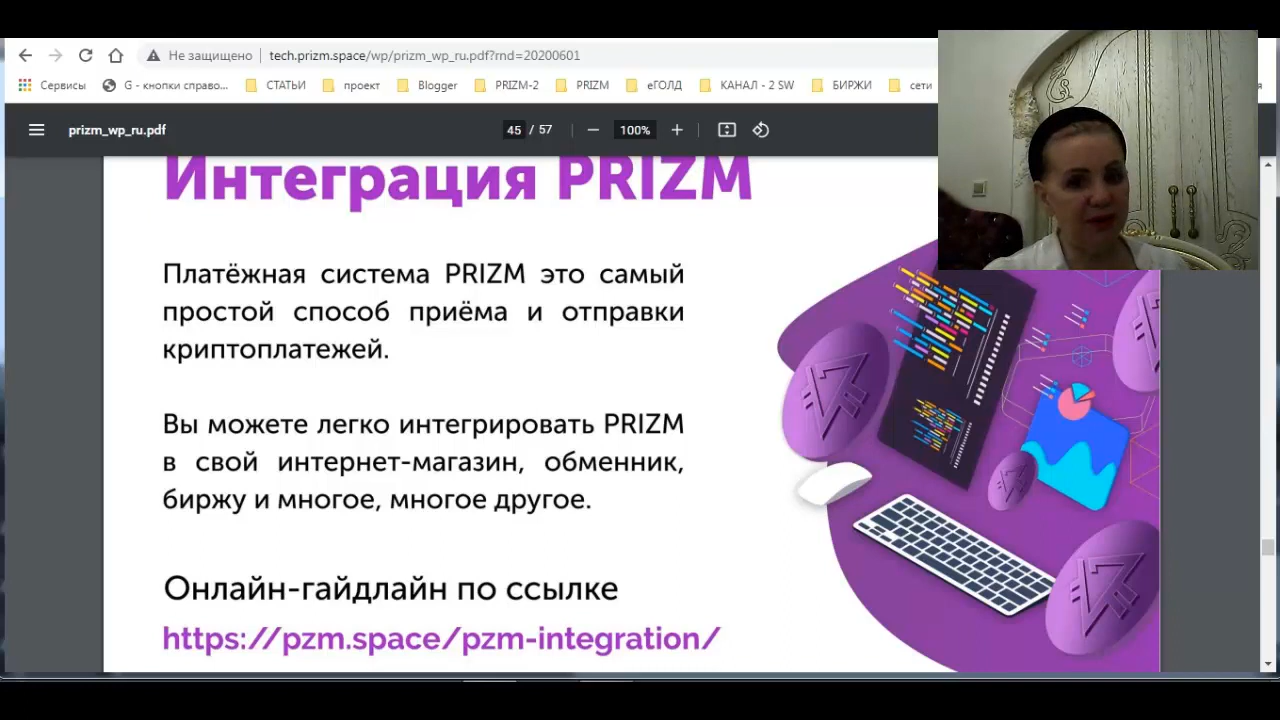 Не защищено tech.prizm.space/wp/prizm_wp_ru.pdf?rnd=20200601
Сервисы G - кнопки справо... СТАТЬИ проект Blogger PRIZM-2 PRIZM еГОЛД КАНАЛ - 2 SW БИРЖИ сети
prizm_wp_ru.pdf 45 / 57 100%
Интеграция PRIZM
Платёжная система PRIZM это самый
простой способ приёма и отправки
криптоплатежей.
Вы можете легко интегрировать PRIZM
в свой интернет-магазин, обменник,
биржу и многое, многое другое.
Онлайн-гайдлайн по ссылке
https://pzm.space/pzm-integration/